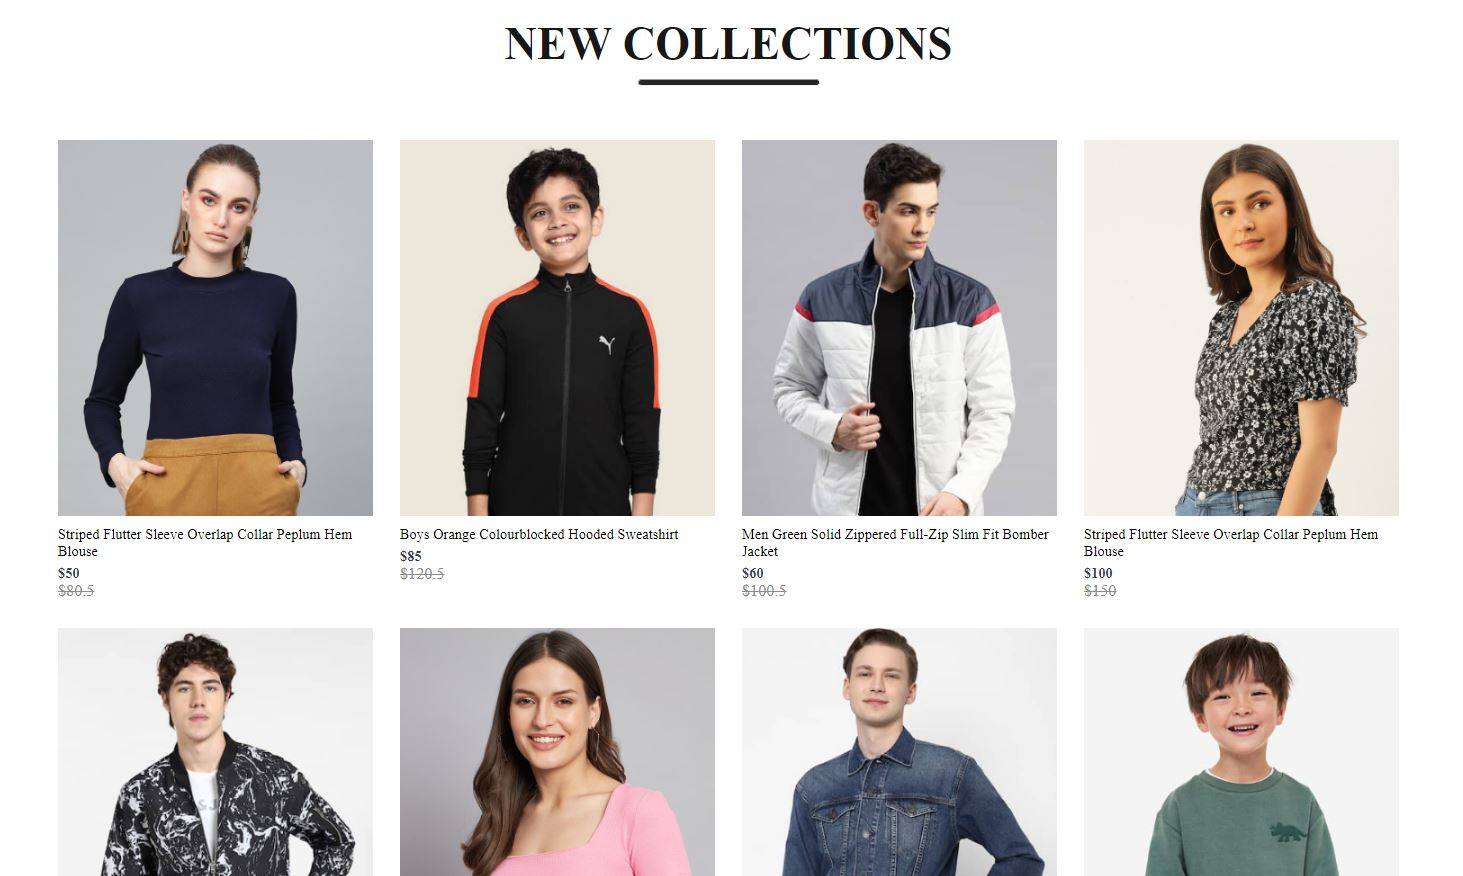 NEW COLLECTIONS
Striped Flutter Sleeve Overlap Collar Peplum Hem
Blouse
$50
$80.5
Boys Orange Colourblocked Hooded Sweatshirt
$85
$120.5
Men Green Solid Zippered Full-Zip Slim Fit Bomber
Jacket
$60
$100.5
Striped Flutter Sleeve Overlap Collar Peplum Hem
Blouse
$100
$150